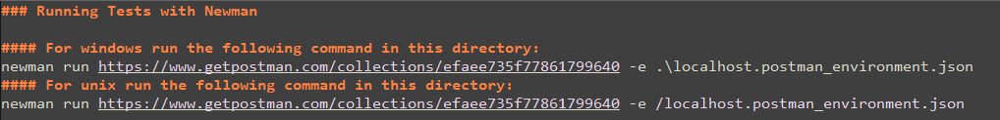 ### Running Tests with Newman
#### For windows run the following command in this directory:
newman run https://www.getpostman.com/collections/efaee735f77861799640 -e .\localhost.postman_environment.json
#### For unix run the following command in this directory:
newman run https://www.getpostman.com/collections/efaee735f77861799640 -e /localhost.postman_environment.json